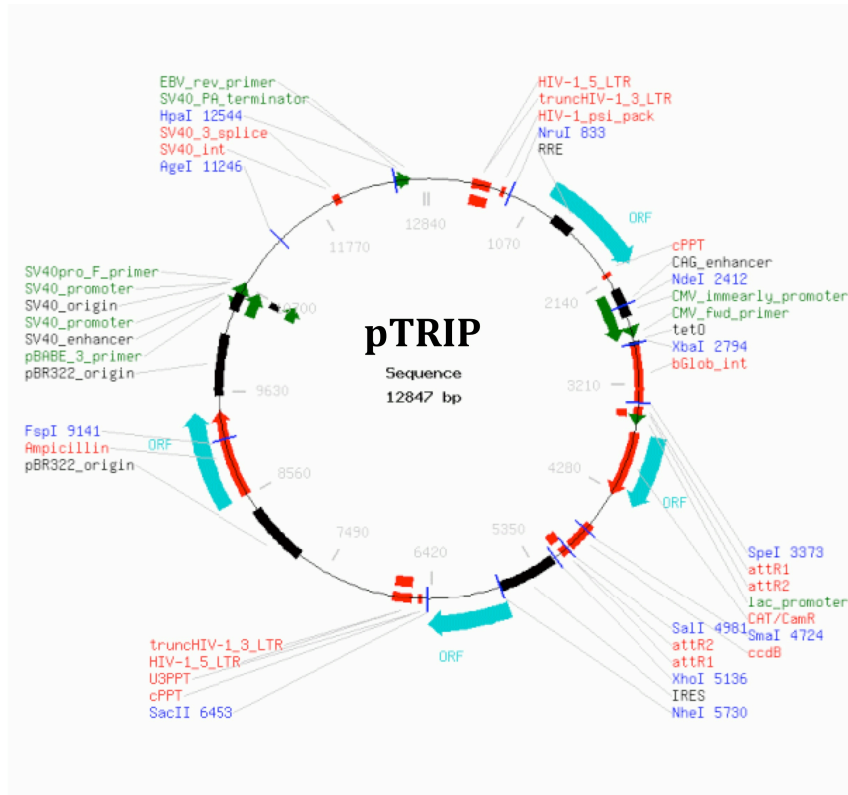 EBV_rev_primer
SV40_PA_terminator
HpaI 12544
SV40_3_splice
SV40_int
AgeI 11246
HIV-1_5_LTR
truncHIV-1_3_LTR
HIV-1_psi_pack
NruI 833
RRE
ORF
12840
11770
1070
cPPT
CAG_enhancer
NdeI 2412
CMV_immearly_promoter
CMV_fwd_primer
tetO
XbaI 2794
bGlob_int
SV40pro_F_primer
SV40_promoter
SV40_origin
SV40_promoter
SV40_enhancer
pBABE_3_primer
pBR322_origin
2140
pTRIP
Sequence
12847 bp
3210
9630
FspI 9141
Ampicillin
pBR322_origin
ORF
8560
4280
ORF
7490
6420
5350
SpeI 3373
attR1
attR2
lac_promoter
CAT/CamR
SmaI 4724
ccdB
SalI 4981
attR2
attR1
XhoI 5136
IRES
NheI 5730
truncHIV-1_3_LTR
HIV-1_5_LTR
U3PPT
cPPT
SacII 6453
ORF